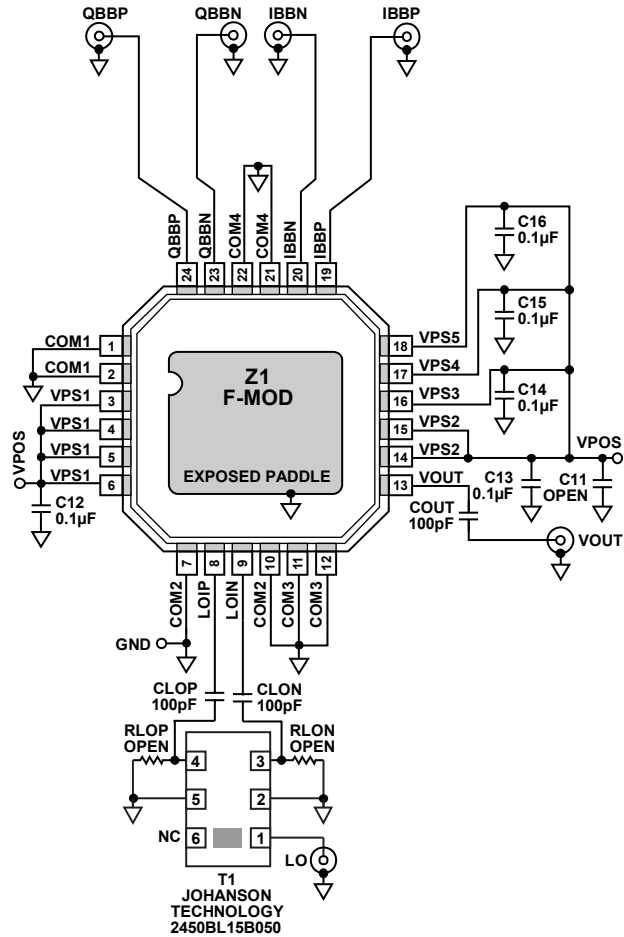 QBBP
QBBN
IBBN
IBBP
QBBP
QBBN
COM4
COM4
IBBN
IBBP
24
23
22
21
20
19
C16
0.1µF
C15
0.1µF
C14
0.1µF
COM1
1
COM1
2
VPS1
3
VPS1
4
VPS1
5
VPS1
6
VPOS
C12
0.1µF
Z1
F-MOD
EXPOSED PADDLE
18
VPS5
17
VPS4
16
VPS3
15
VPS2
14
VPS2
13
VOUT
VPOS
C13
0.1µF
C11
OPEN
COUT
100pF
VOUT
7
8
9
10
11
12
COM2
LOIP
LOIN
COM2
COM3
COM3
GND
CLOP
100pF
CLON
100pF
RLOP
OPEN
RLON
OPEN
4
3
5
2
NC
6
1
LO
T1
JOHANSON
TECHNOLOGY
2450BL15B050